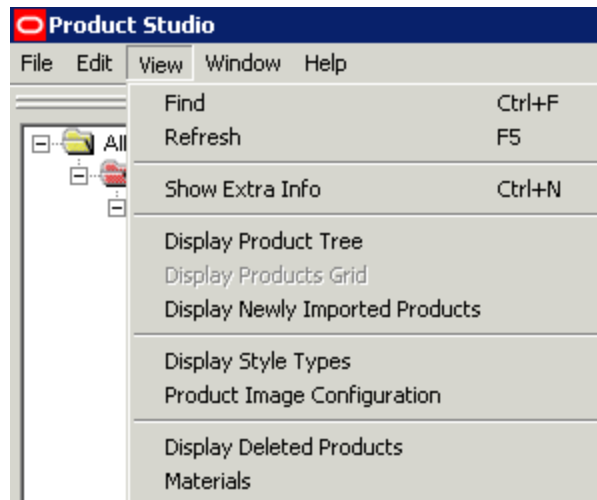 Product Studio
File Edit View Window Help
Find Ctrl+F
Refresh F5
All
Show Extra Info Ctrl+N
Display Product Tree
Display Products Grid
Display Newly Imported Products
Display Style Types
Product Image Configuration
Display Deleted Products
Materials